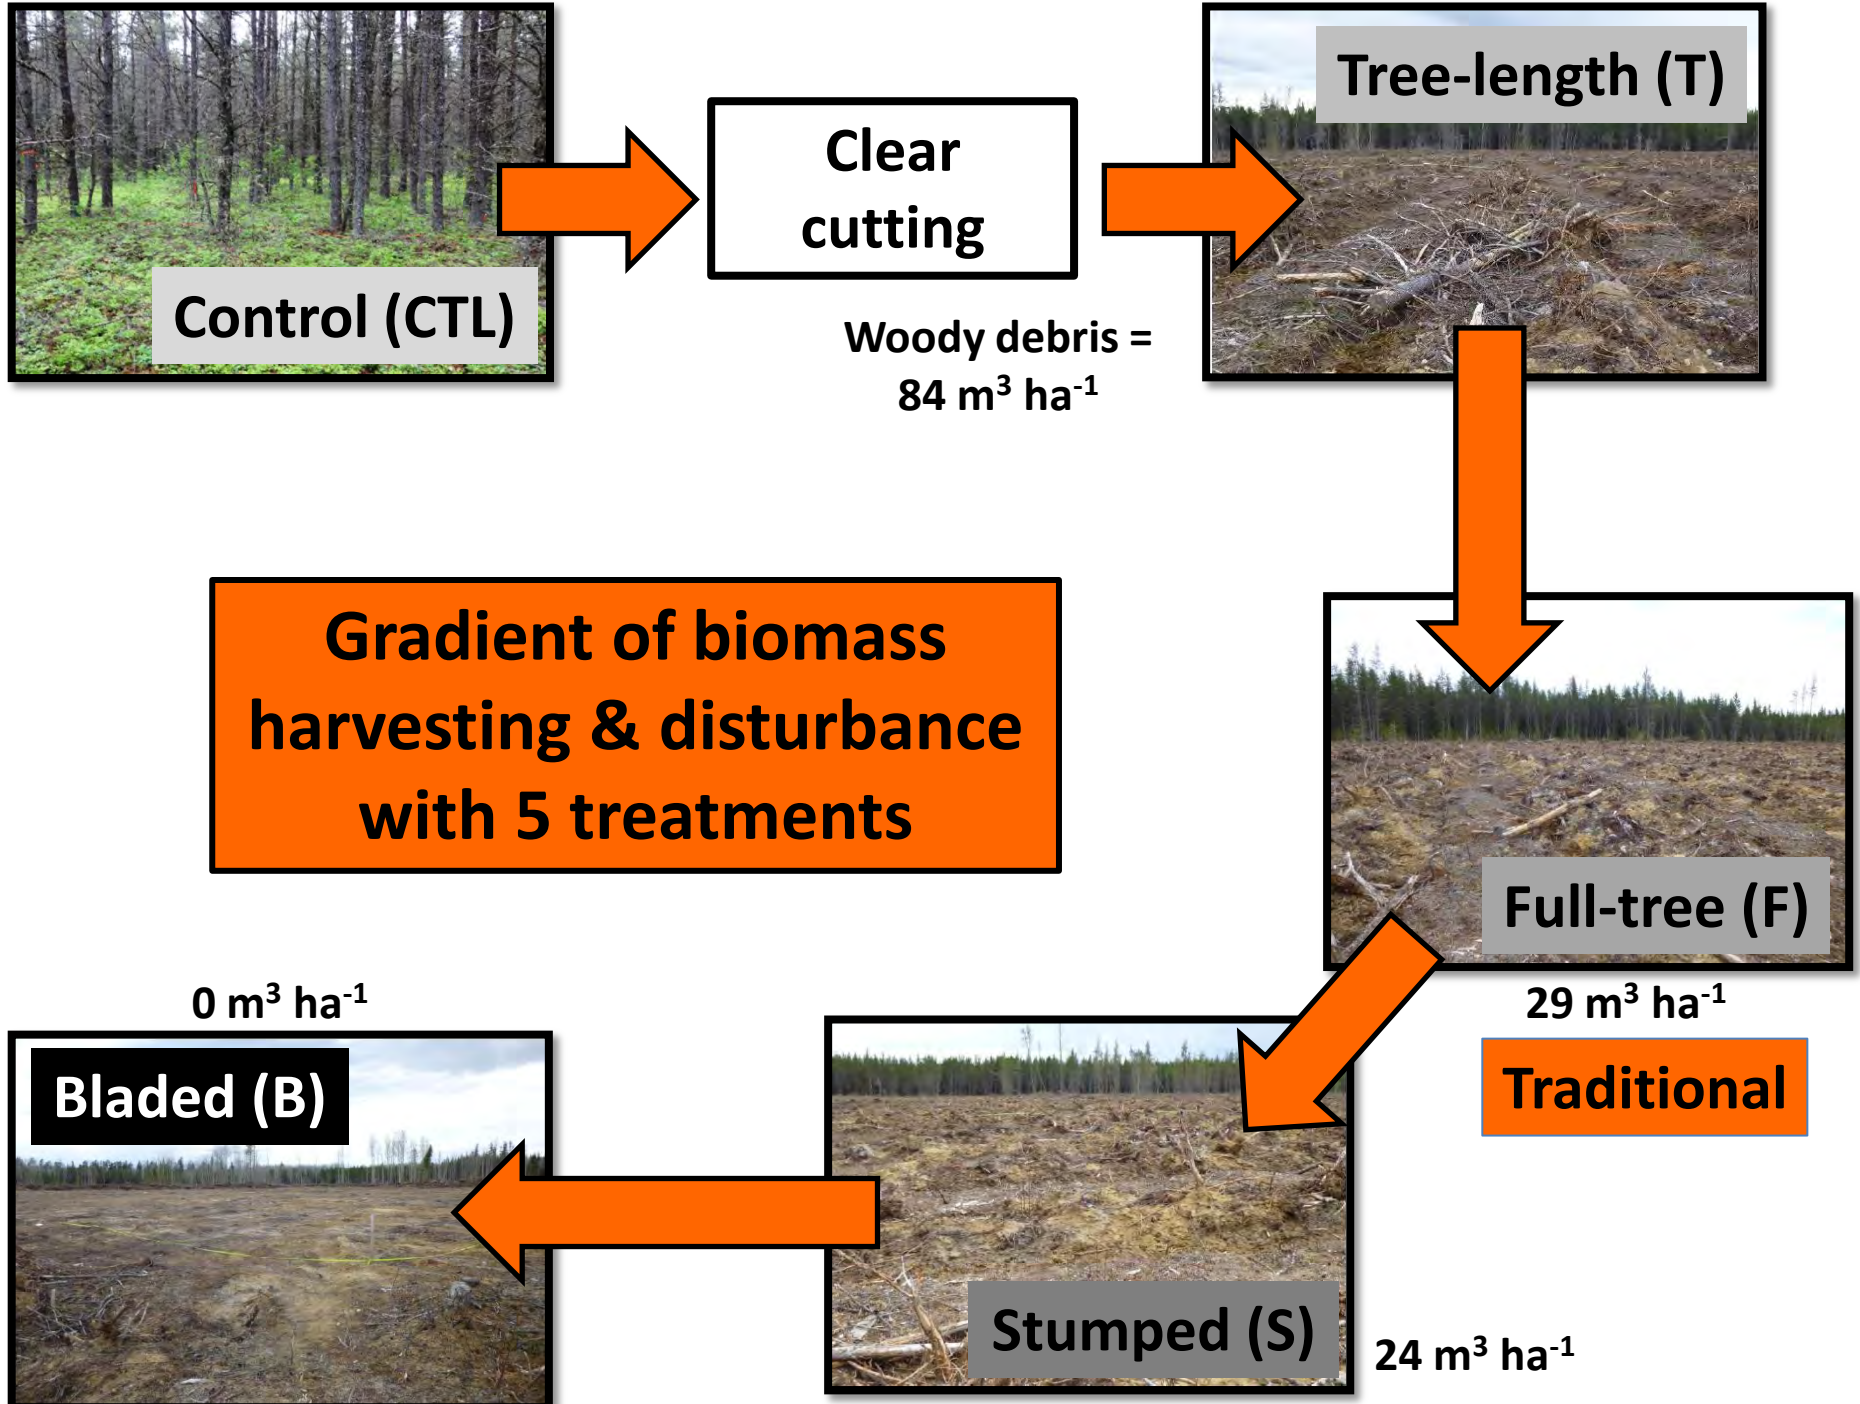 Control (CTL)
Clear
cutting
Tree-length (T)
Woody debris =
84 m³ ha⁻¹
Gradient of biomass
harvesting & disturbance
with 5 treatments
Full-tree (F)
29 m³ ha⁻¹
Traditional
Stumped (S)
24 m³ ha⁻¹
0 m³ ha⁻¹
Bladed (B)